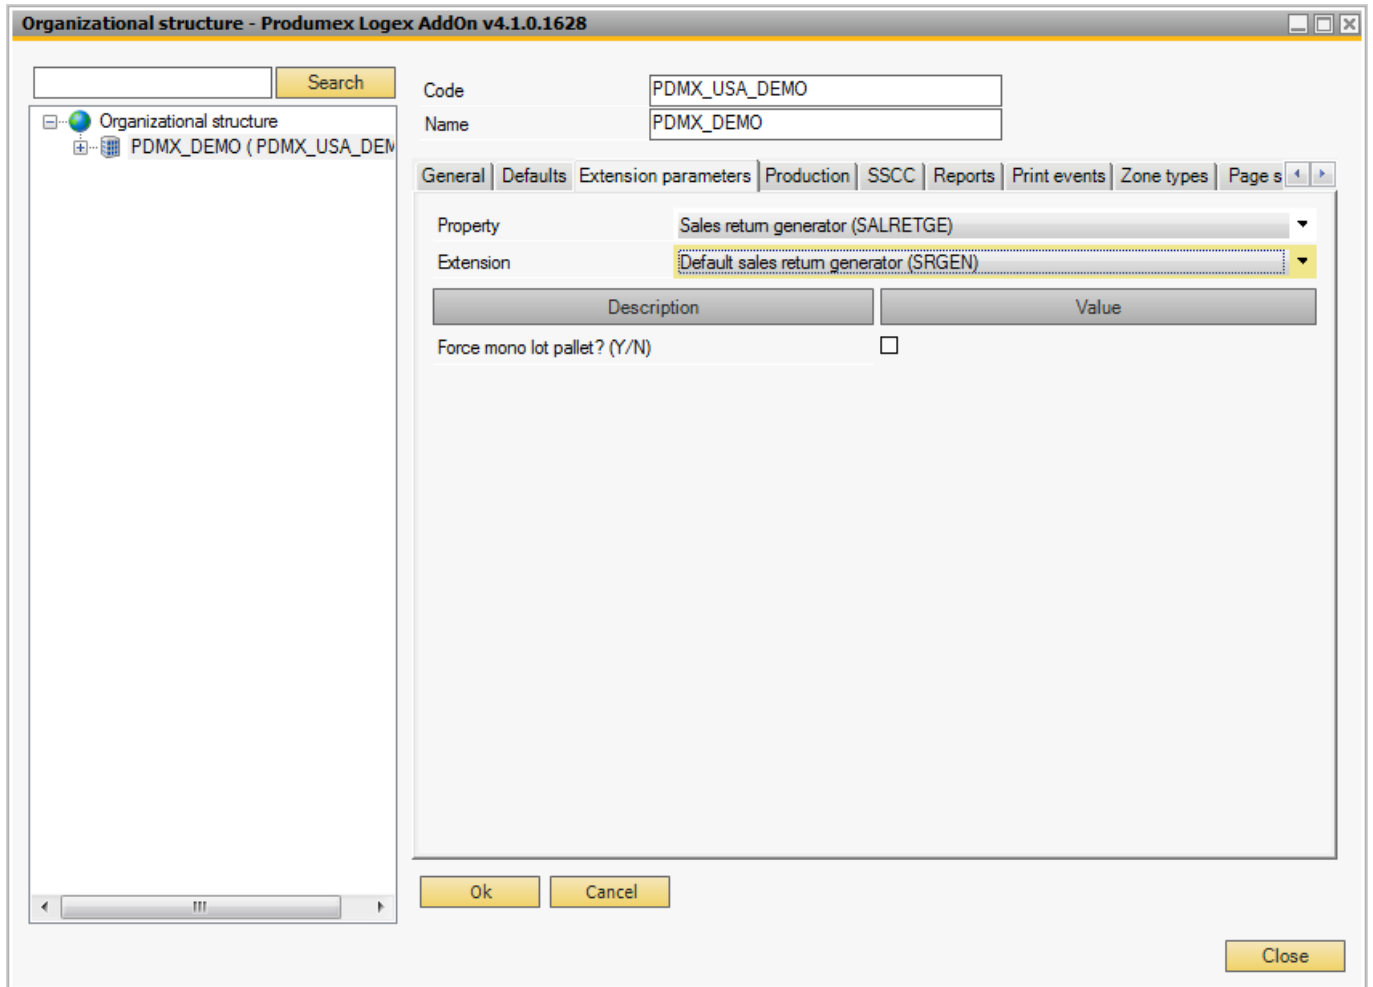 Organizational structure - Produmex Logex AddOn v4.1.0.1628
Search
Organizational structure
PDMX_DEMO ( PDMX_USA_DEM
Code
PDMX_USA_DEMO
Name
PDMX_DEMO
General Defaults Extension parameters Production SSCC Reports Print events Zone types Page s
Property
Sales return generator (SALRETGE)
Extension
Default sales return generator (SRGEN)
Description
Value
Force mono lot pallet? (Y/N)
Ok
Cancel
Close